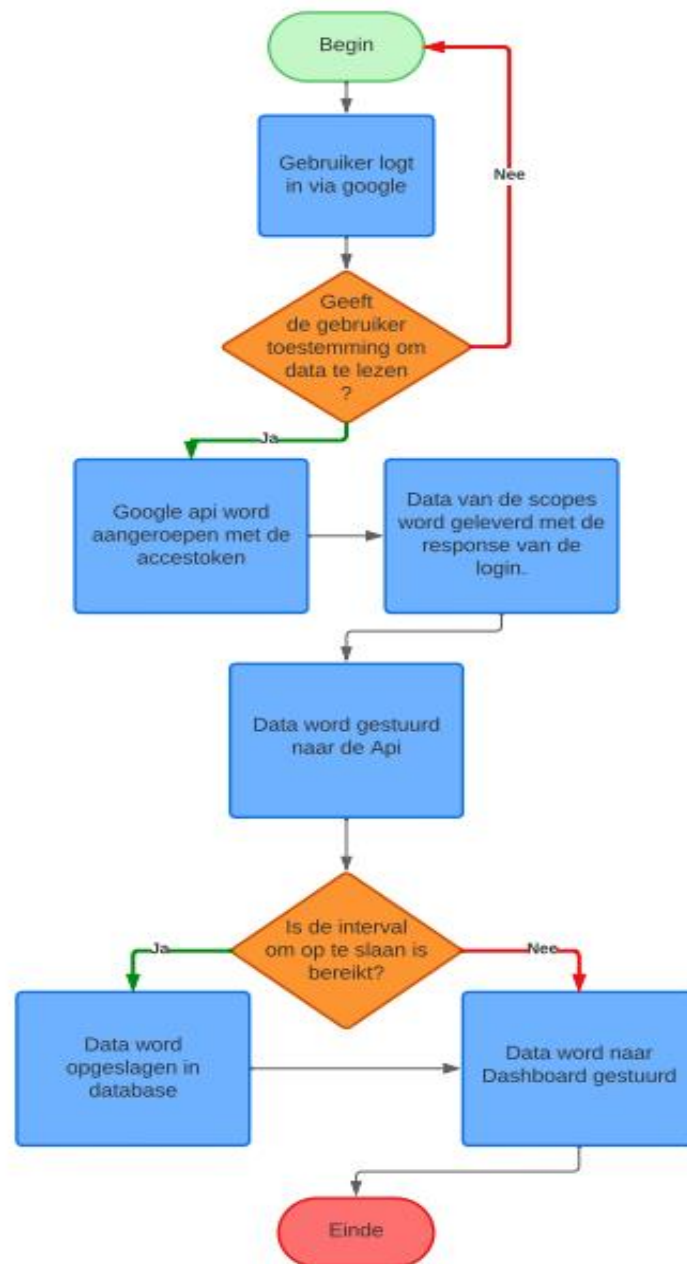 Begin
Gebruiker logt
in via google
Nee
Geeft
de gebruiker
toestemming om
data te lezen
?
Ja
Google api word
aangeroepen met de
accestoken
Data van de scopes
word geleverd met de
response van de
login.
Data word gestuurd
naar de Api
Is de interval
om op te slaan is
bereikt?
Ja
Nee
Data word
opgeslagen in
database
Data word naar
Dashboard gestuurd
Einde